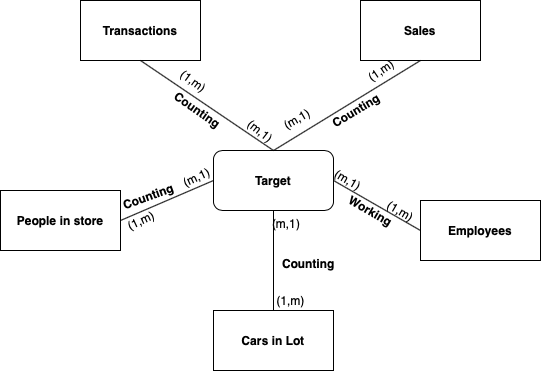 Transactions
Sales
(1,m)
Counting
(m,1)
(1,m)
Counting
(m,1)
Target
People in store
Counting
(m,1)
(1,m)
(m,1)
Working
(1,m)
Employees
(m,1)
Counting
(1,m)
Cars in Lot